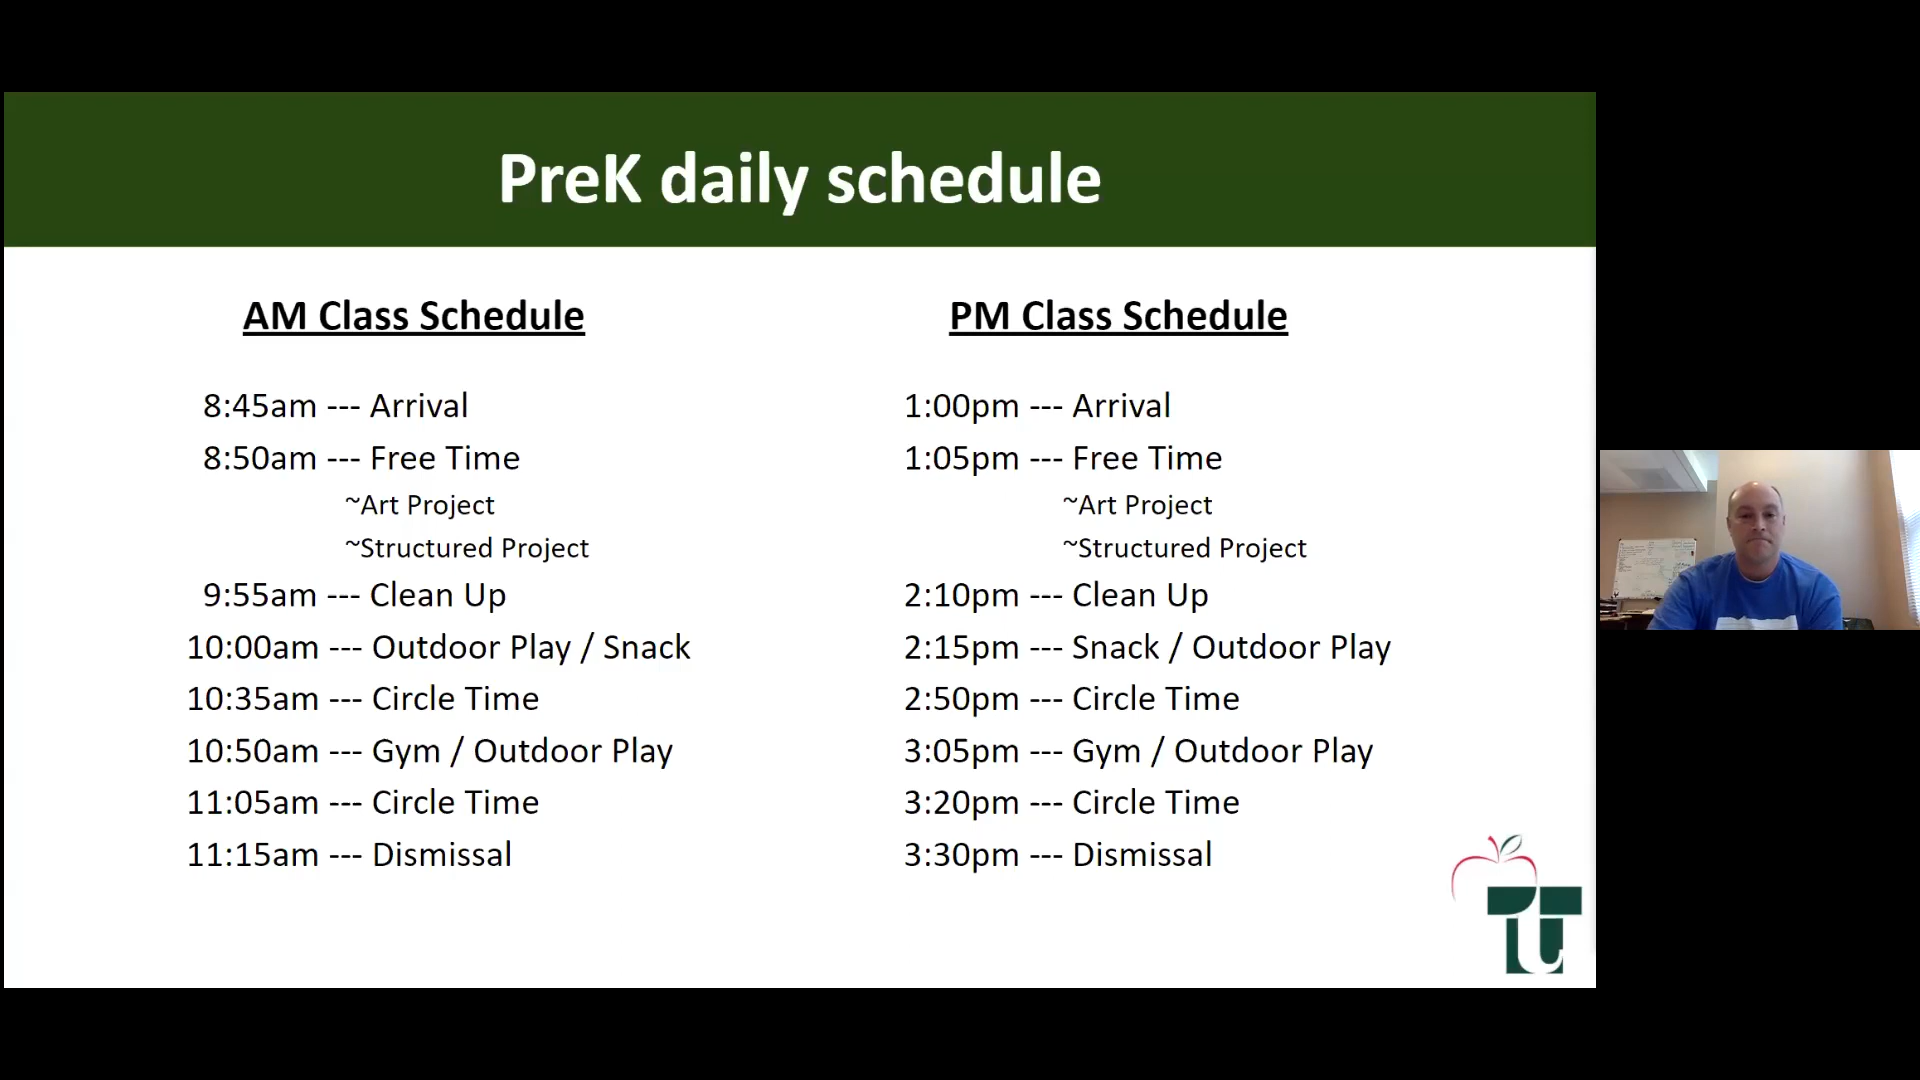 PreK daily schedule
AM Class Schedule
8:45am --- Arrival
8:50am --- Free Time
~Art Project
~Structured Project
9:55am --- Clean Up
10:00am --- Outdoor Play / Snack
10:35am --- Circle Time
10:50am --- Gym / Outdoor Play
11:05am --- Circle Time
11:15am --- Dismissal
PM Class Schedule
1:00pm --- Arrival
1:05pm --- Free Time
~Art Project
~Structured Project
2:10pm --- Clean Up
2:15pm --- Snack / Outdoor Play
2:50pm --- Circle Time
3:05pm --- Gym / Outdoor Play
3:20pm --- Circle Time
3:30pm --- Dismissal